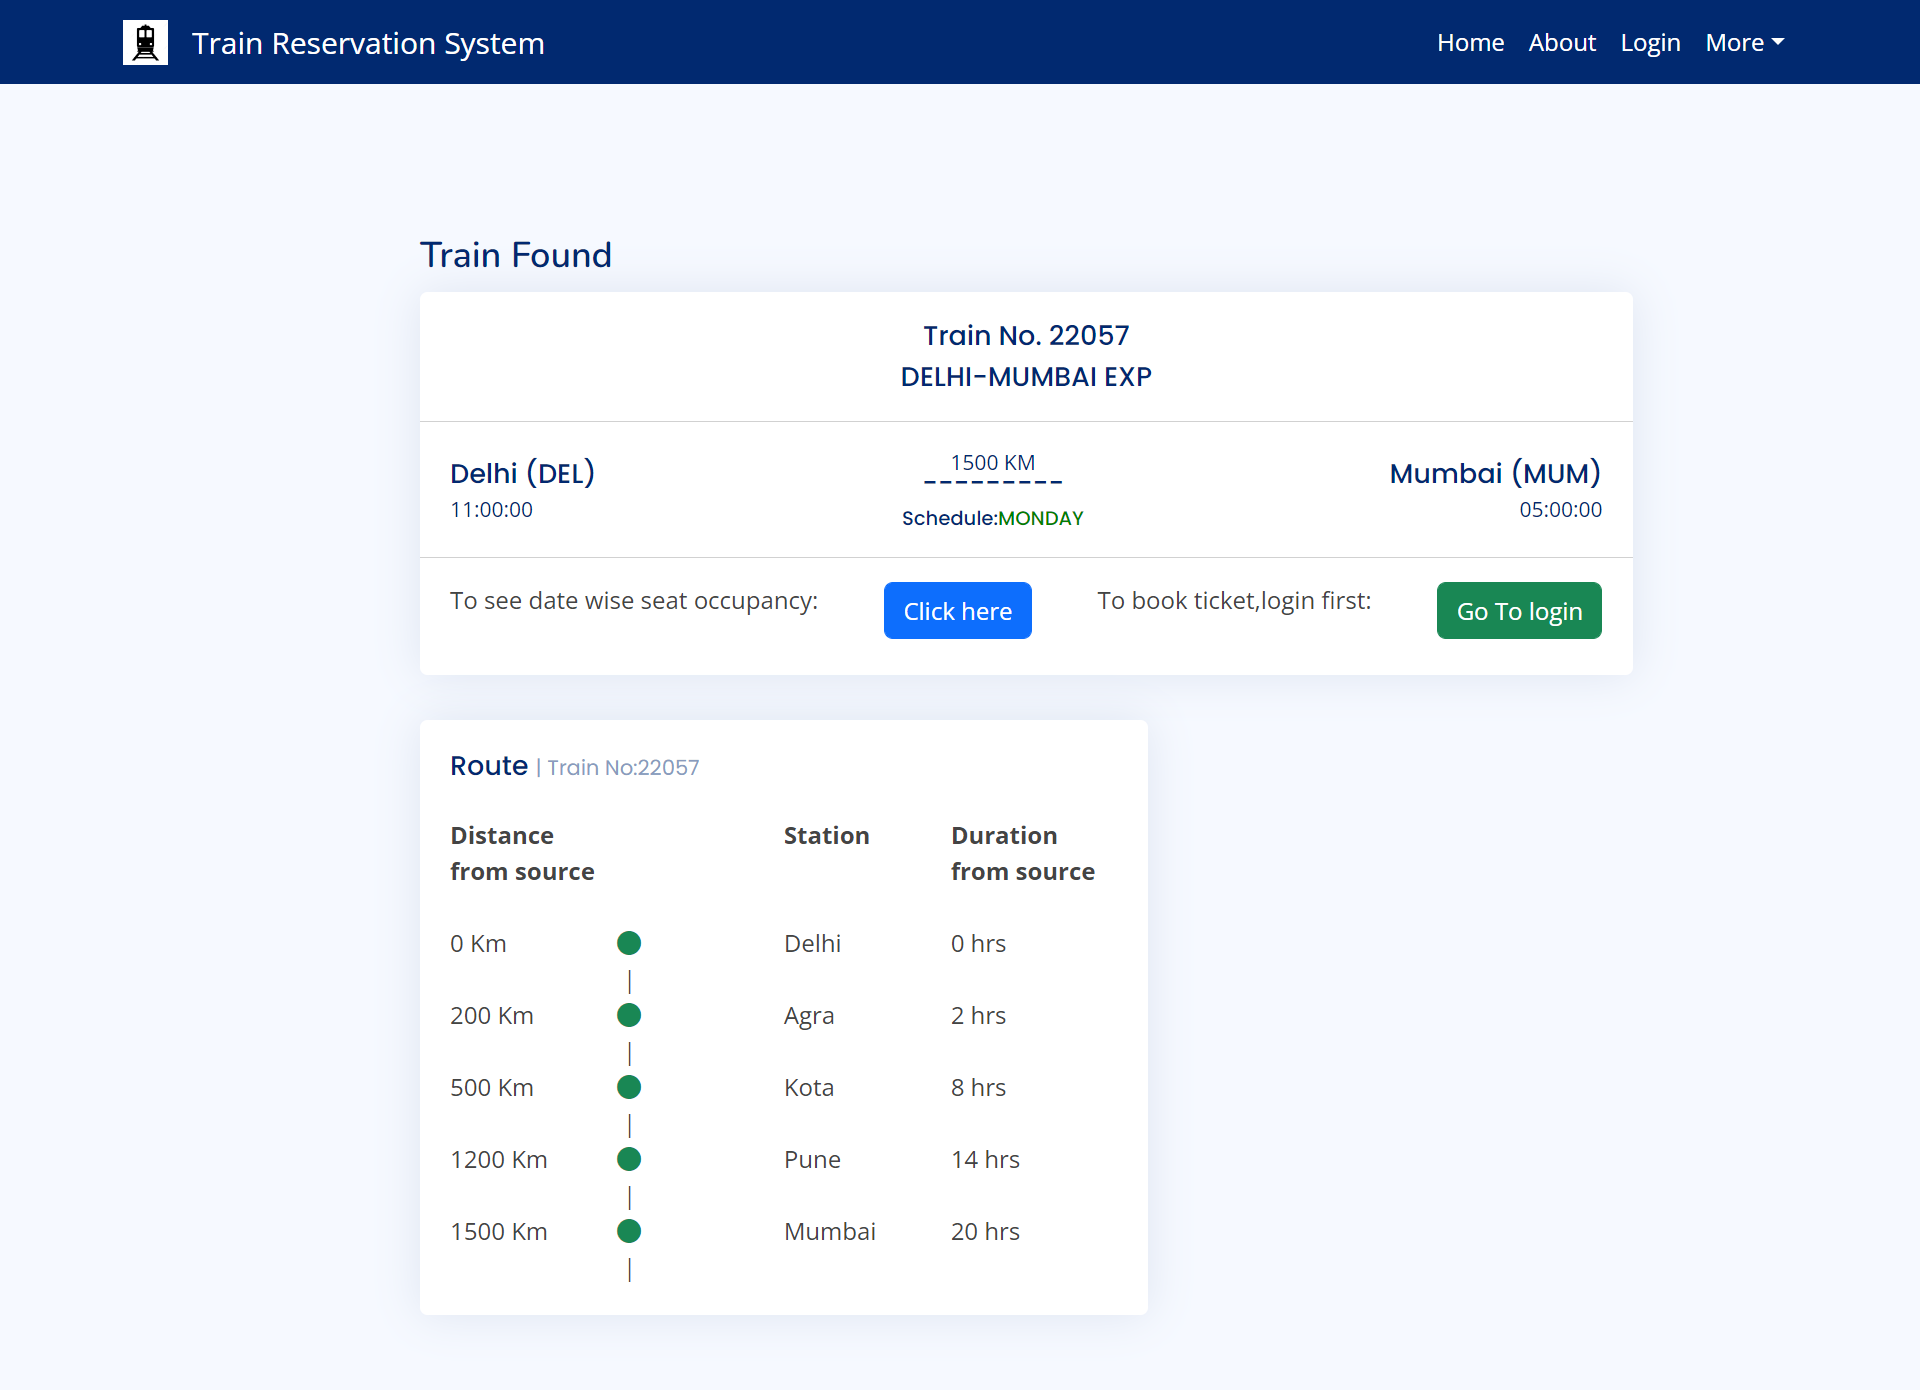 Train Reservation System
Home About Login More
Train Found
Train No. 22057
DELHI-MUMBAI EXP
Delhi (DEL) 1500 KM Mumbai (MUM)
---------
11:00:00 Schedule:MONDAY 05:00:00
To see date wise seat occupancy: Click here To book ticket,login first: Go To login
Route | Train No:22057
Distance from source Station Duration from source
0 Km Delhi 0 hrs
|
200 Km Agra 2 hrs
|
500 Km Kota 8 hrs
|
1200 Km Pune 14 hrs
|
1500 Km Mumbai 20 hrs
|